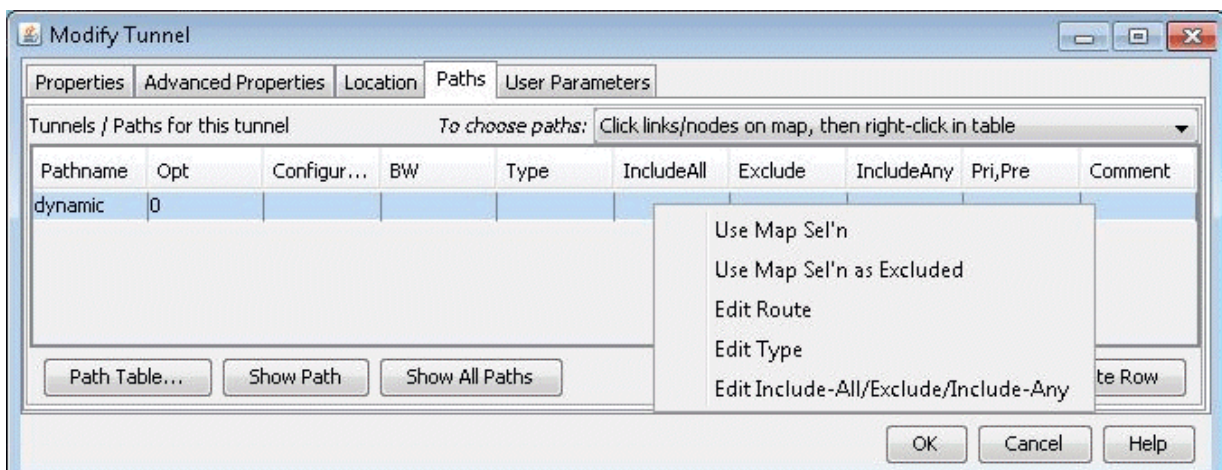 Modify Tunnel
Properties Advanced Properties Location Paths User Parameters
Tunnels / Paths for this tunnel To choose paths: Click links/nodes on map, then right-click in table
Pathname Opt Configur... BW Type IncludeAll Exclude IncludeAny Pri,Pre Comment
dynamic 0
Use Map Sel'n
Use Map Sel'n as Excluded
Edit Route
Edit Type
Edit Include-All/Exclude/Include-Any
Path Table... Show Path Show All Paths te Row
OK Cancel Help